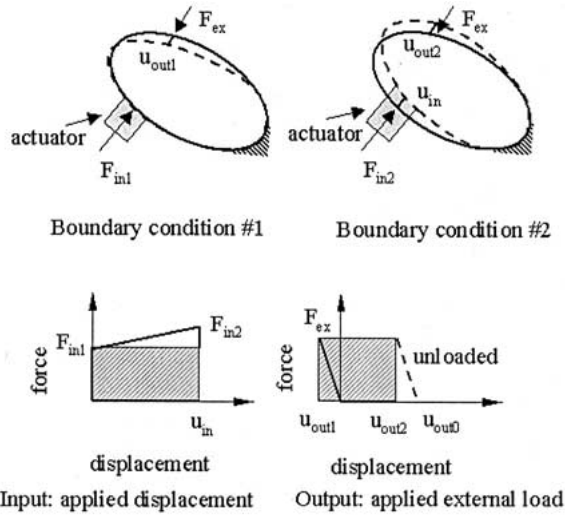 F_ex
u_out1
actuator
F_in1
Boundary condition #1
F_ex
u_out2
u_in
actuator
F_in2
Boundary condition #2
F_in1
F_in2
force
u_in
displacement
Input: applied displacement
F_ex
force
unloaded
u_out1
u_out2
u_out0
displacement
Output: applied external load